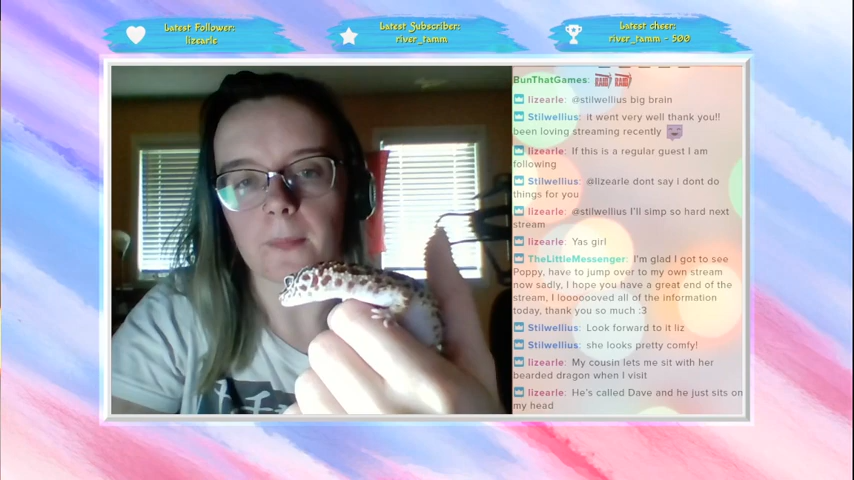 Latest Follower:
lizearle
Latest Subscriber:
river_tamm
Latest cheer:
river_tamm - 500
BunThatGames: RAID RAID
lizearle: @stilwellius big brain
Stilwellius: it went very well thank you!!
been loving streaming recently
lizearle: If this is a regular guest I am
following
Stilwellius: @lizearle dont say i dont do
things for you
lizearle: @stilwellius I'll simp so hard next
stream
lizearle: Yas girl
TheLittleMessenger: I'm glad I got to see
Poppy, have to jump over to my own stream
now sadly, I hope you have a great end of the
stream, I looooooved all of the information
today, thank you so much :3
Stilwellius: Look forward to it liz
Stilwellius: she looks pretty comfy!
lizearle: My cousin lets me sit with her
bearded dragon when I visit
lizearle: He's called Dave and he just sits on
my head